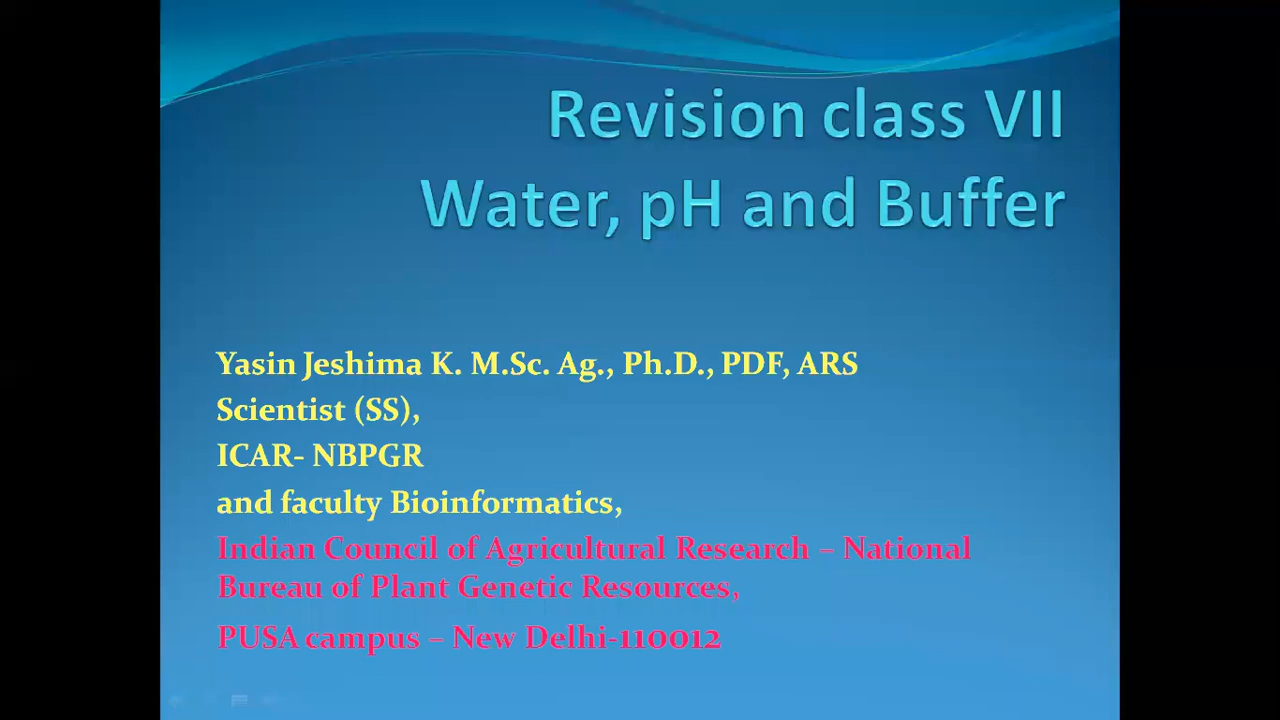 Revision class VII
Water, pH and Buffer
Yasin Jeshima K. M.Sc. Ag., Ph.D., PDF, ARS
Scientist (SS),
ICAR- NBPGR
and faculty Bioinformatics,
Indian Council of Agricultural Research – National
Bureau of Plant Genetic Resources,
PUSA campus – New Delhi-110012